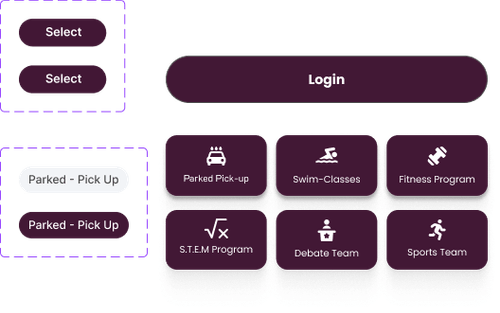 Select
Select
Login
Parked Pick-up
Swim-Classes
Fitness Program
Parked - Pick Up
Parked - Pick Up
S.T.E.M Program
Debate Team
Sports Team